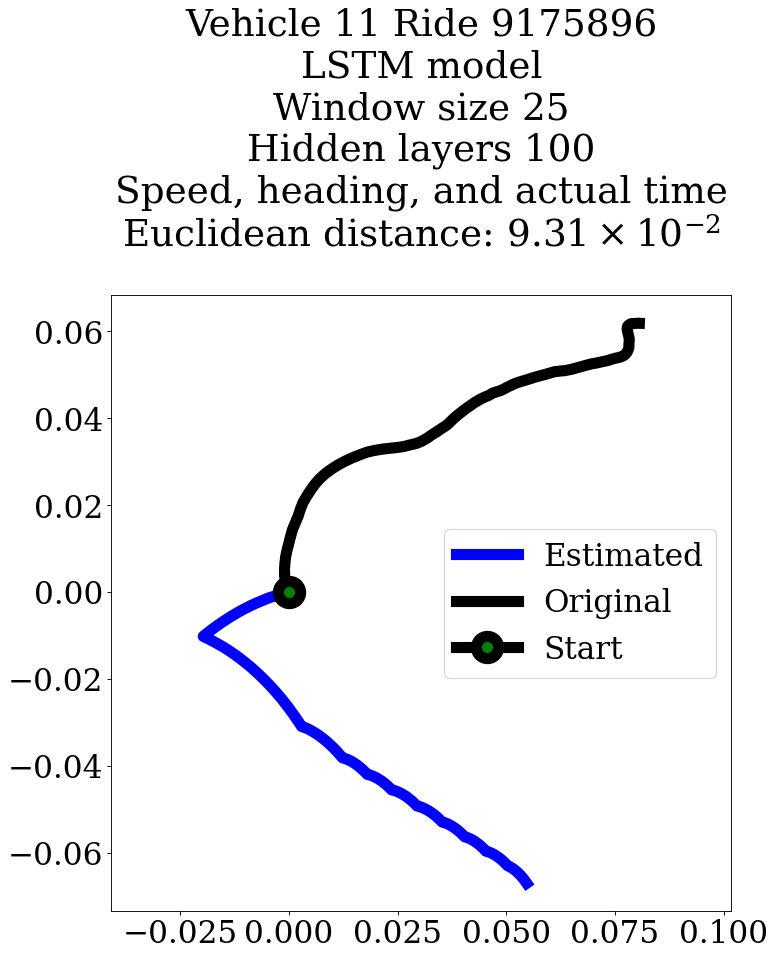 Vehicle 11 Ride 9175896
LSTM model
Window size 25
Hidden layers 100
Speed, heading, and actual time
Euclidean distance: 9.31 × 10⁻²
0.06
0.04
0.02
0.00
−0.02
−0.04
−0.06
Estimated
Original
Start
−0.025 0.000 0.025 0.050 0.075 0.100